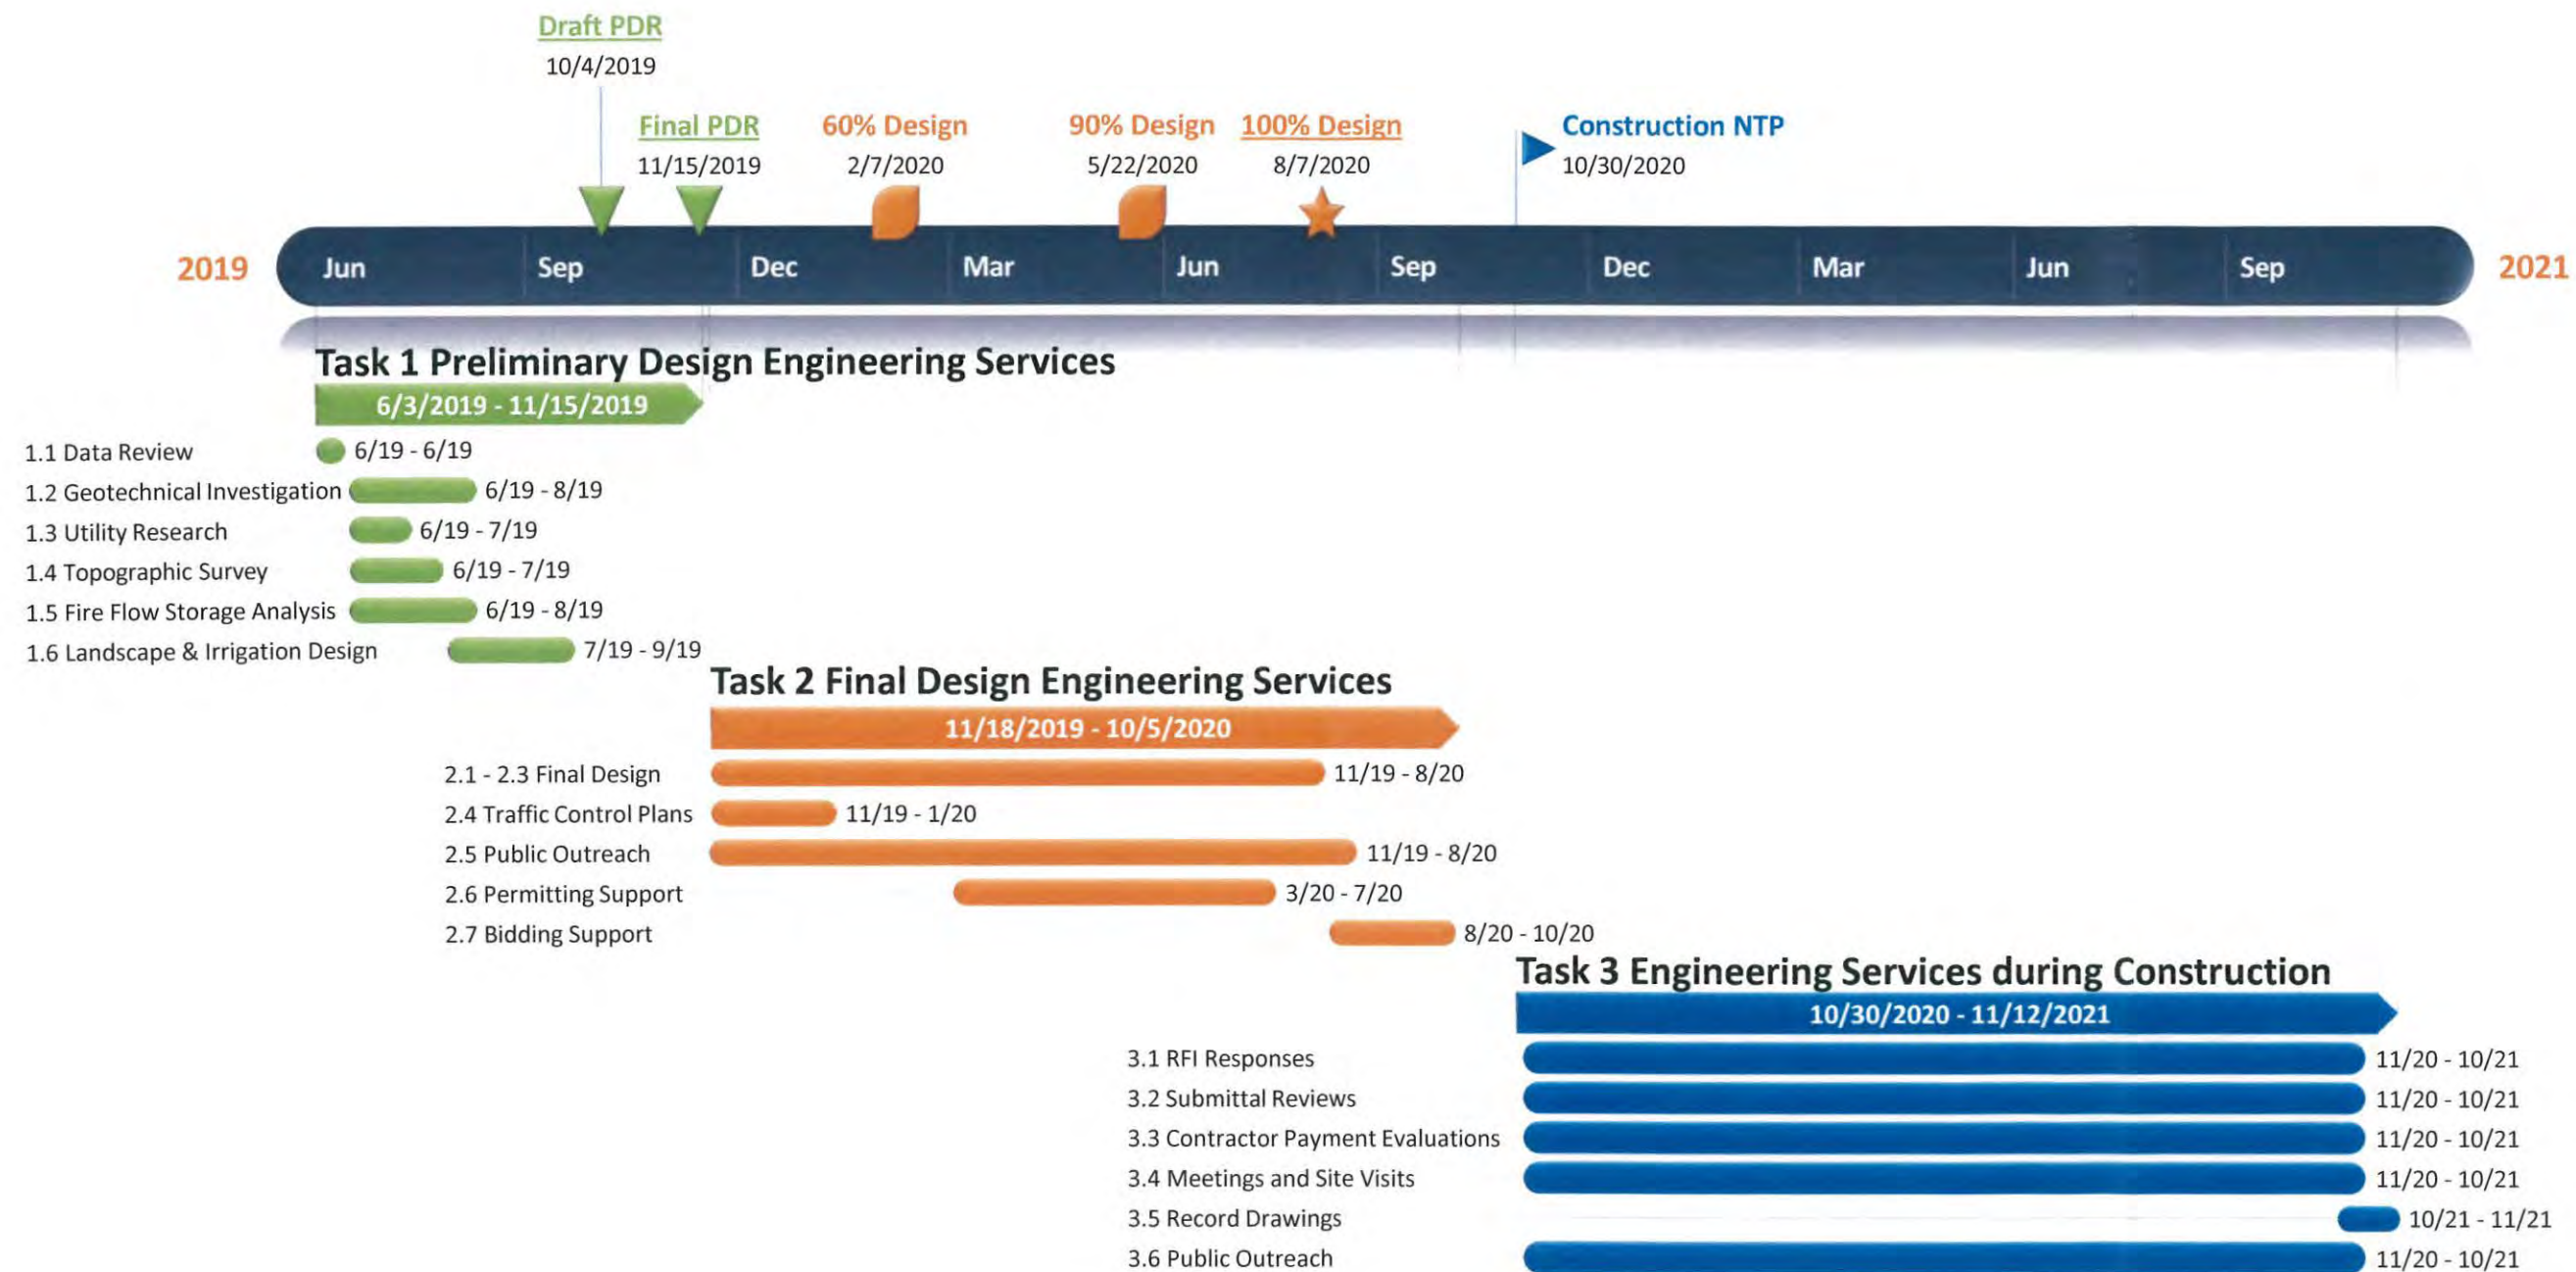 Draft PDR
10/4/2019
Final PDR
11/15/2019
60% Design
2/7/2020
90% Design
5/22/2020
100% Design
8/7/2020
Construction NTP
10/30/2020
2019 Jun Sep Dec Mar Jun Sep Dec Mar Jun Sep 2021
Task 1 Preliminary Design Engineering Services
6/3/2019 - 11/15/2019
1.1 Data Review 6/19 - 6/19
1.2 Geotechnical Investigation 6/19 - 8/19
1.3 Utility Research 6/19 - 7/19
1.4 Topographic Survey 6/19 - 7/19
1.5 Fire Flow Storage Analysis 6/19 - 8/19
1.6 Landscape & Irrigation Design 7/19 - 9/19
Task 2 Final Design Engineering Services
11/18/2019 - 10/5/2020
2.1 - 2.3 Final Design 11/19 - 8/20
2.4 Traffic Control Plans 11/19 - 1/20
2.5 Public Outreach 11/19 - 8/20
2.6 Permitting Support 3/20 - 7/20
2.7 Bidding Support 8/20 - 10/20
Task 3 Engineering Services during Construction
10/30/2020 - 11/12/2021
3.1 RFI Responses 11/20 - 10/21
3.2 Submittal Reviews 11/20 - 10/21
3.3 Contractor Payment Evaluations 11/20 - 10/21
3.4 Meetings and Site Visits 11/20 - 10/21
3.5 Record Drawings 10/21 - 11/21
3.6 Public Outreach 11/20 - 10/21